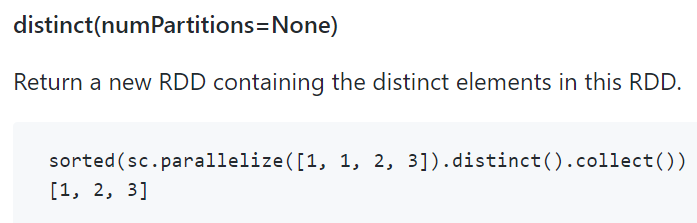 distinct(numPartitions=None)
Return a new RDD containing the distinct elements in this RDD.
sorted(sc.parallelize([1, 1, 2, 3]).distinct().collect())
[1, 2, 3]